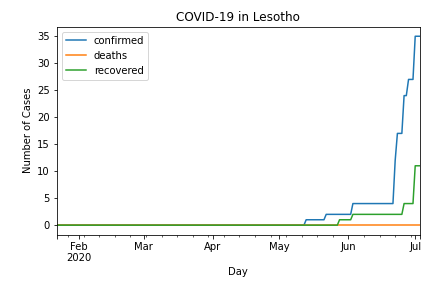 COVID-19 in Lesotho
confirmed
deaths
recovered
Number of Cases
35
30
25
20
15
10
5
0
Feb Mar Apr May Jun Jul
2020
Day